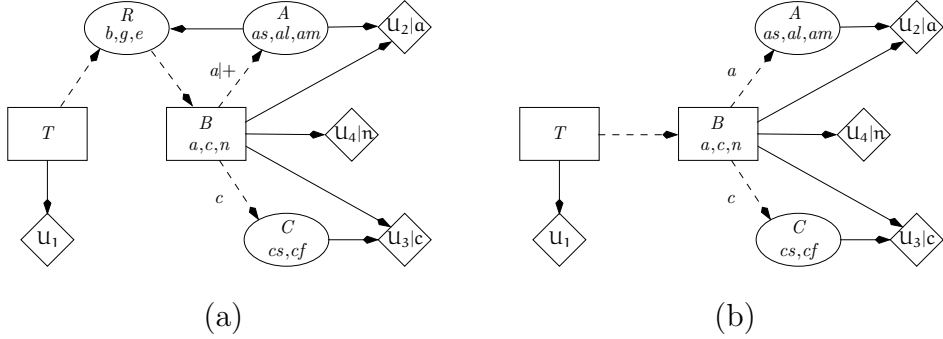 R
b,g,e
A
as,al,am
U₂|a
a|+
T
B
a,c,n
U₄|n
c
U₁
C
cs,cf
U₃|c
(a)
A
as,al,am
U₂|a
a
T
B
a,c,n
U₄|n
c
U₁
C
cs,cf
U₃|c
(b)